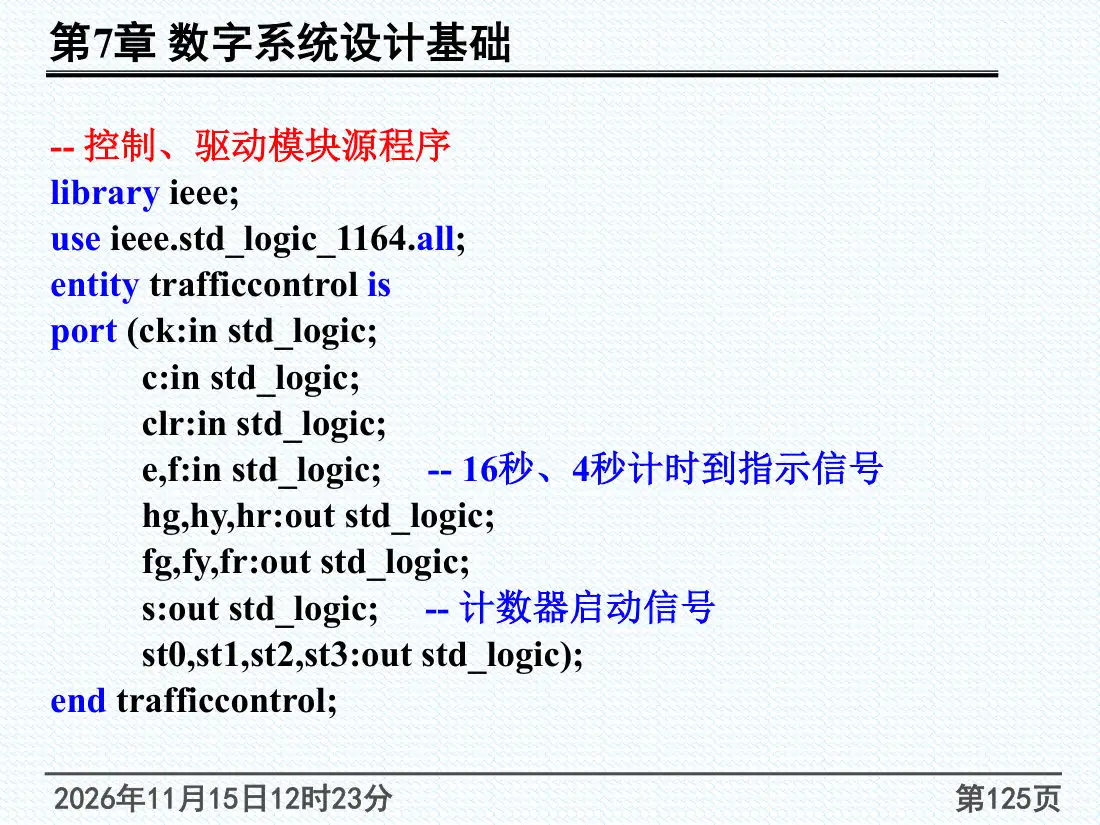 第7章 数字系统设计基础
-- 控制、驱动模块源程序
library ieee;
use ieee.std_logic_1164.all;
entity trafficcontrol is
port (ck:in std_logic;
c:in std_logic;
clr:in std_logic;
e,f:in std_logic; -- 16秒、4秒计时到指示信号
hg,hy,hr:out std_logic;
fg,fy,fr:out std_logic;
s:out std_logic; -- 计数器启动信号
st0,st1,st2,st3:out std_logic);
end trafficcontrol;
2026年11月15日12时23分 第125页